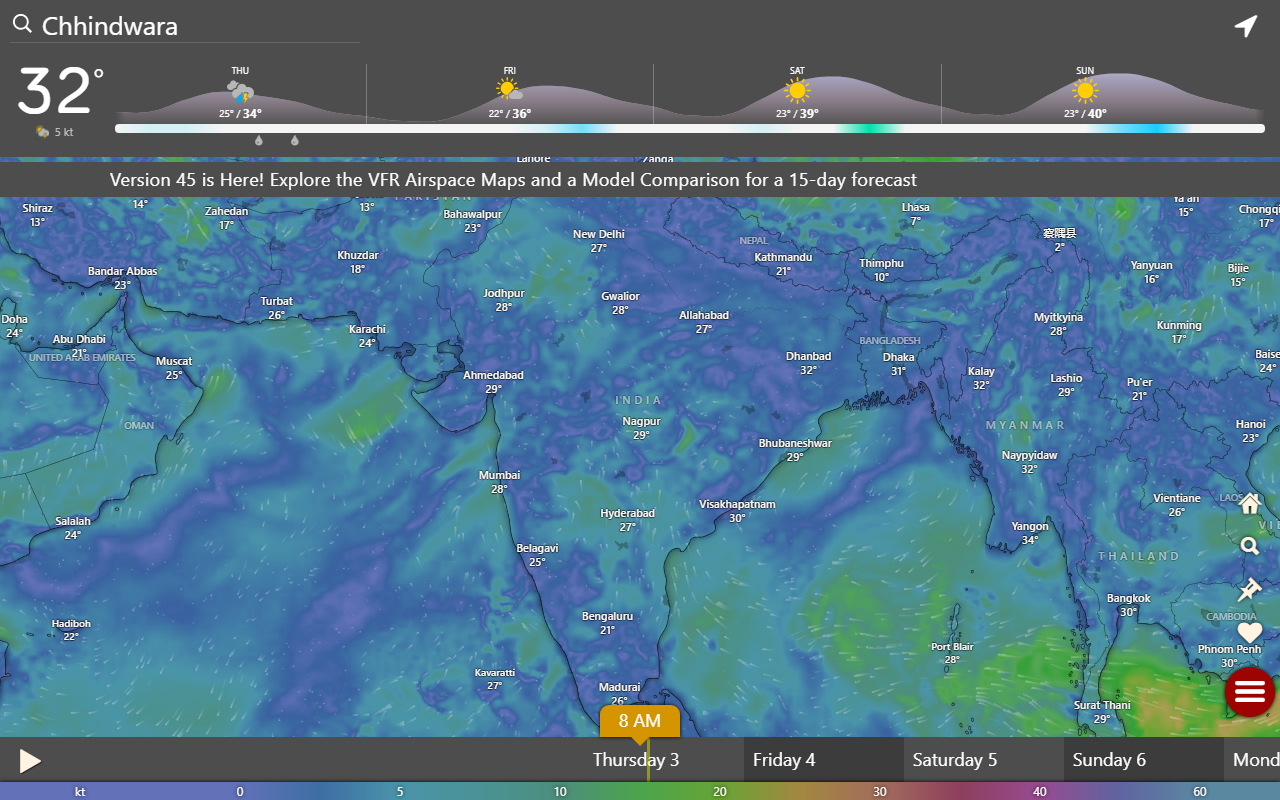 Chhindwara
32°
5 kt
THU
25° / 34°
FRI
22° / 36°
SAT
23° / 39°
SUN
23° / 40°
Lahore
Zanda
Version 45 is Here! Explore the VFR Airspace Maps and a Model Comparison for a 15-day forecast
Shiraz
13°
14°
Zahedan
17°
13°
PAKISTAN
Bahawalpur
23°
New Delhi
27°
Lhasa
7°
Ya'an
15°
Chongqi
17°
NEPAL
Kathmandu
21°
Thimphu
10°
察隅县
2°
Yanyuan
16°
Bijie
15°
Bandar Abbas
23°
Khuzdar
18°
Turbat
26°
Jodhpur
28°
Gwalior
28°
Allahabad
27°
Myitkyina
28°
Kunming
17°
Doha
24°
Abu Dhabi
21°
UNITED ARAB EMIRATES
Muscat
25°
Karachi
24°
Ahmedabad
29°
Dhanbad
32°
BANGLADESH
Dhaka
31°
Kalay
32°
Lashio
29°
Pu'er
21°
Baise
24°
OMAN
INDIA
Nagpur
29°
Bhubaneshwar
29°
MYANMAR
Naypyidaw
32°
Hanoi
23°
Mumbai
28°
Hyderabad
27°
Visakhapatnam
30°
Vientiane
26°
LAOS
Salalah
24°
Belagavi
25°
Yangon
34°
THAILAND
VIE
Bangkok
30°
CAMBODIA
Phnom Penh
30°
Hadiboh
22°
Bengaluru
21°
Port Blair
28°
Kavaratti
27°
Madurai
26°
Surat Thani
29°
8 AM
Thursday 3
Friday 4
Saturday 5
Sunday 6
Mond
kt 0 5 10 20 30 40 60